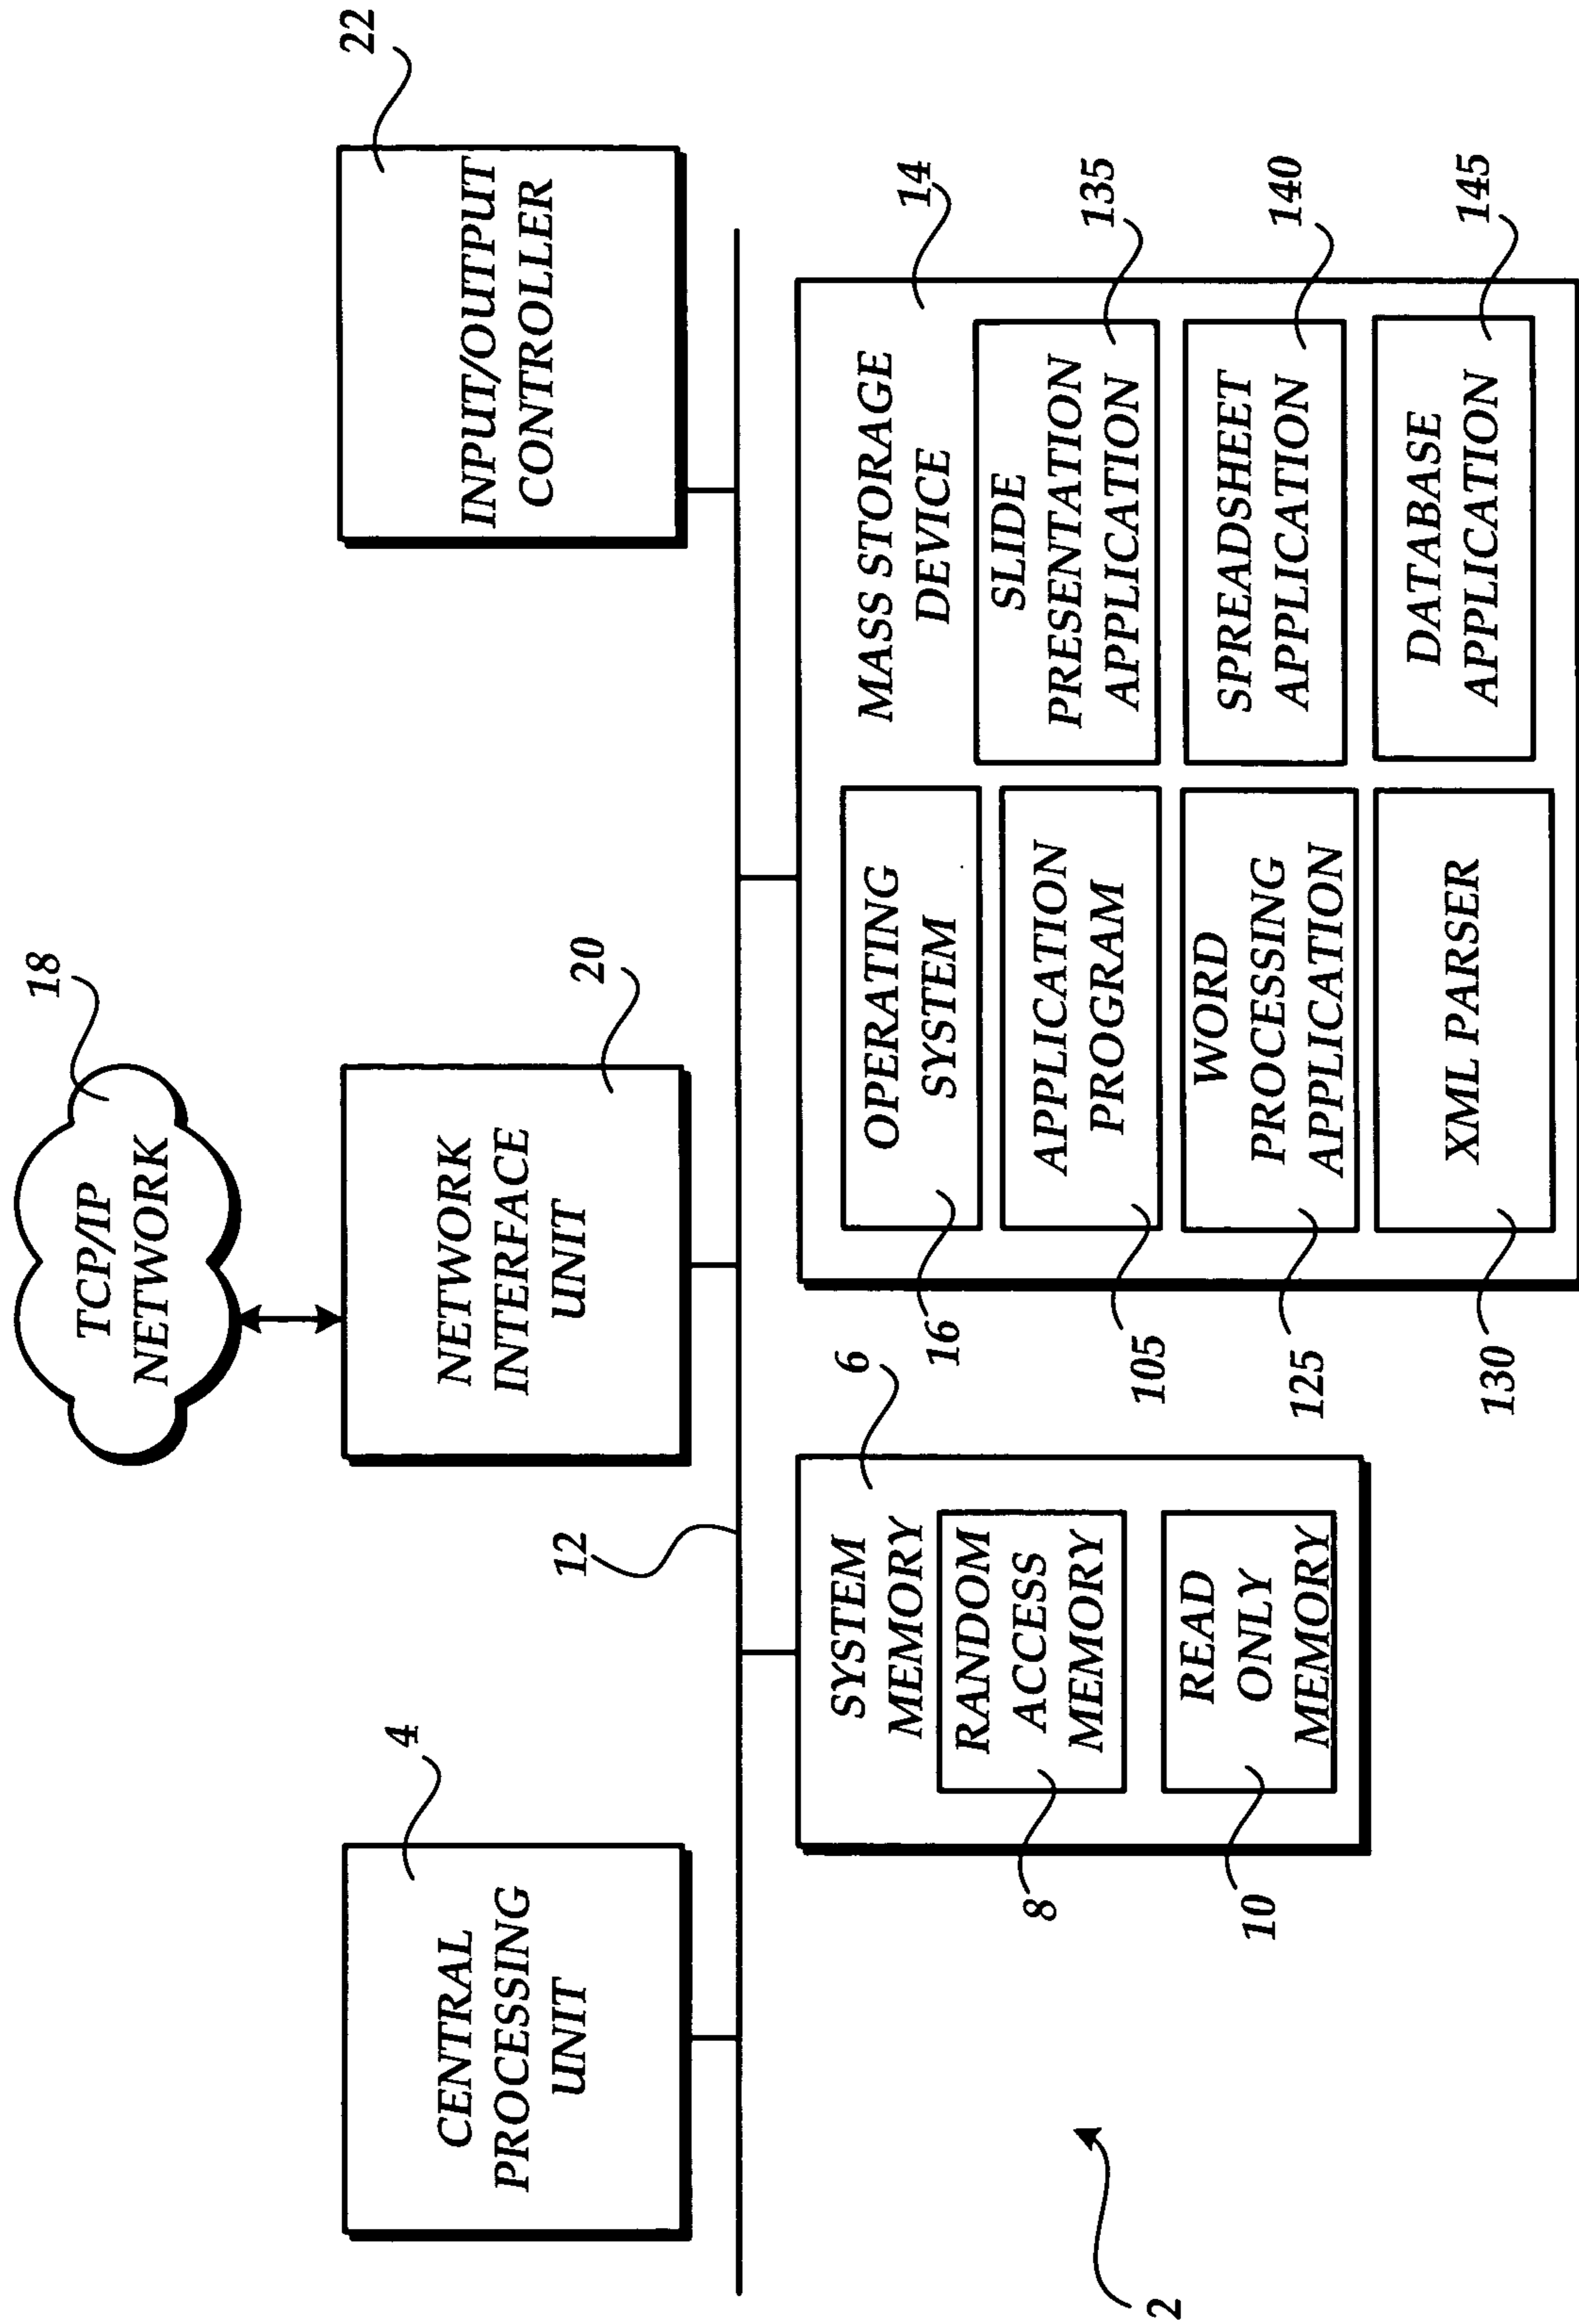 18
TCP/IP
NETWORK
4
CENTRAL
PROCESSING
UNIT
20
NETWORK
INTERFACE
UNIT
22
INPUT/OUTPUT
CONTROLLER
12
6
SYSTEM
MEMORY
RANDOM
ACCESS
MEMORY
8
READ
ONLY
MEMORY
10
14
MASS STORAGE
DEVICE
16
OPERATING
SYSTEM
105
APPLICATION
PROGRAM
125
WORD
PROCESSING
APPLICATION
130
XML PARSER
SLIDE
PRESENTATION
APPLICATION
135
SPREADSHEET
APPLICATION
140
DATABASE
APPLICATION
145
2